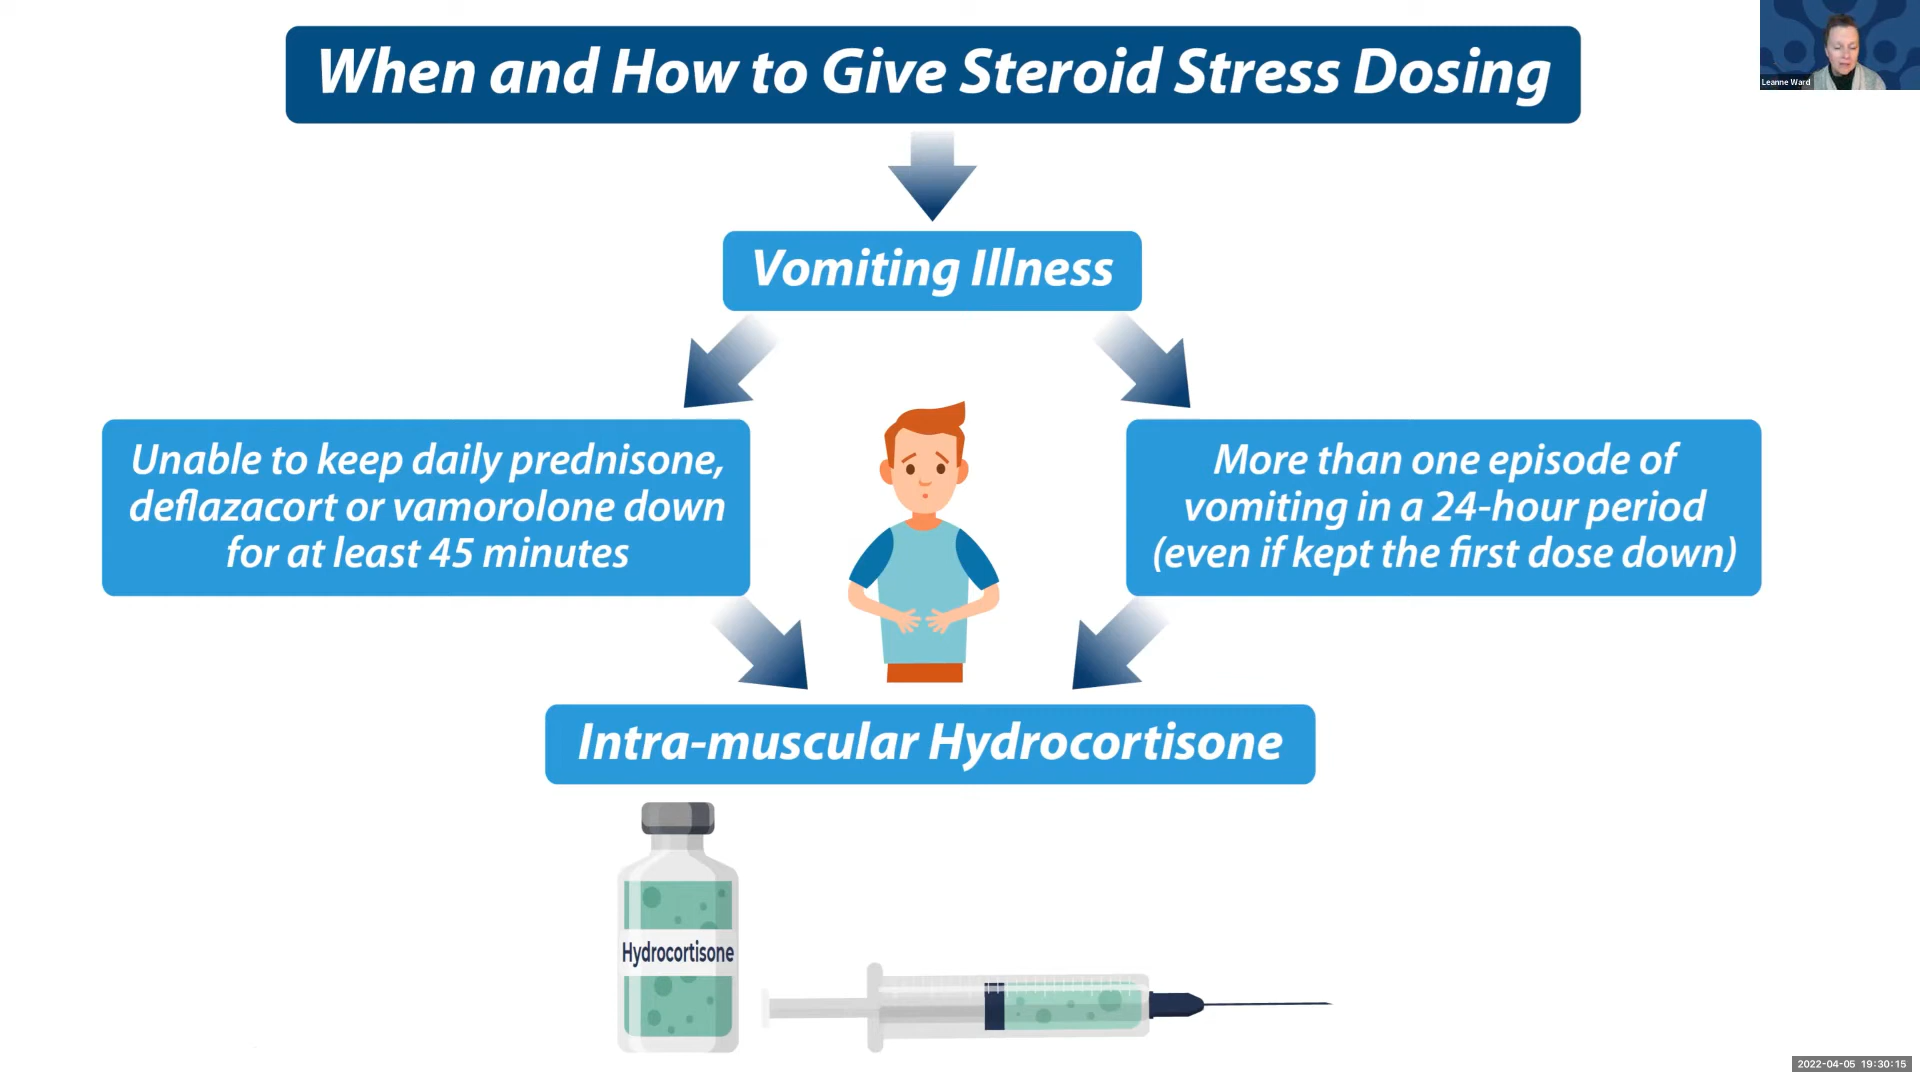 When and How to Give Steroid Stress Dosing
Leanne Ward
Vomiting Illness
Unable to keep daily prednisone,
deflazacort or vamorolone down
for at least 45 minutes
More than one episode of
vomiting in a 24-hour period
(even if kept the first dose down)
Intra-muscular Hydrocortisone
Hydrocortisone
2022-04-05 19:30:15